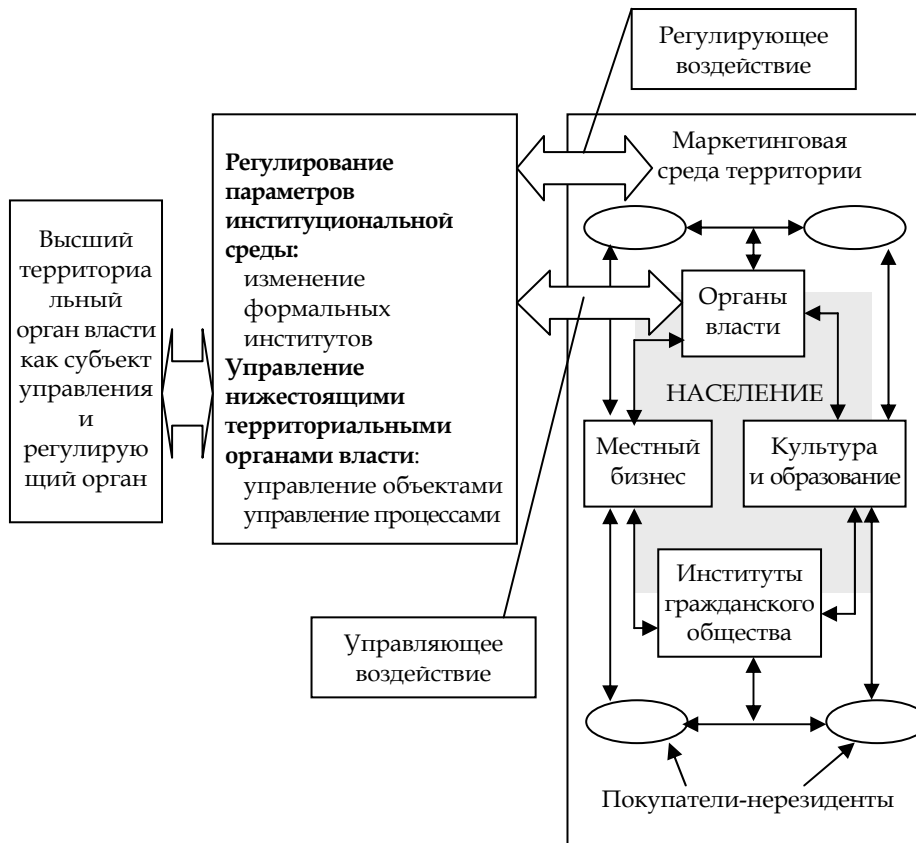 Регулирующее
воздействие
Маркетинговая
среда территории
Регулирование
параметров
институциональной
среды:
изменение
формальных
институтов
Управление
нижестоящими
территориальными
органами власти:
управление объектами
управление процессами
Высший
территориа
льный
орган власти
как субъект
управления
и
регулирую
щий орган
Органы
власти
НАСЕЛЕНИЕ
Местный
бизнес
Культура
и образование
Институты
гражданского
общества
Управляющее
воздействие
Покупатели-нерезиденты